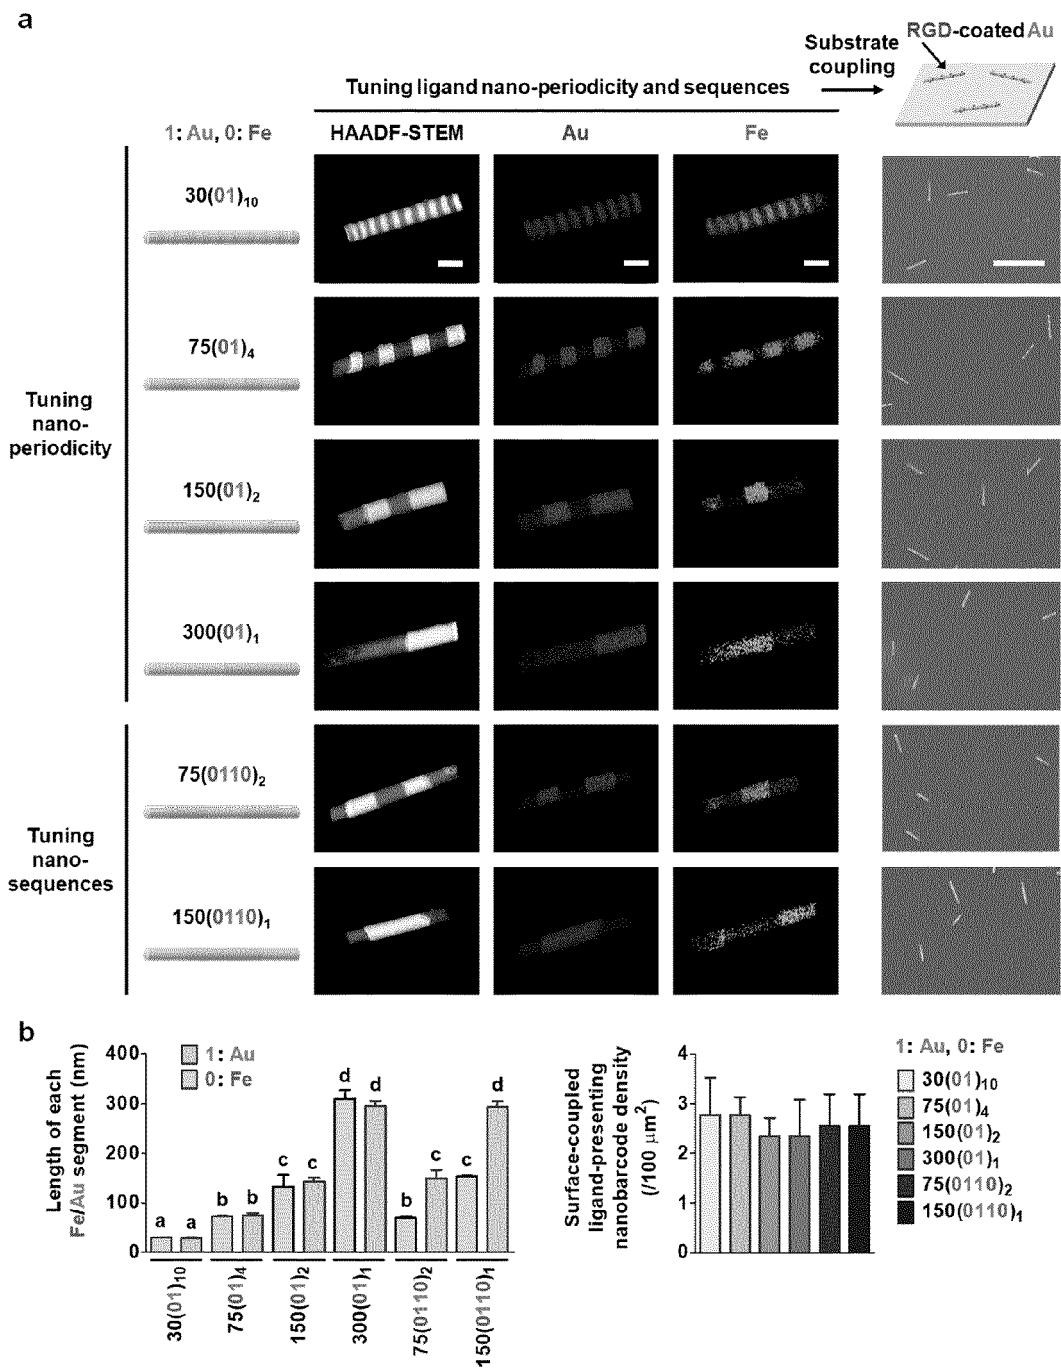 a
RGD-coated Au
Substrate
coupling
Tuning ligand nano-periodicity and sequences
1: Au, 0: Fe
HAADF-STEM
Au
Fe
30(01)₁₀
75(01)₄
Tuning
nano-
periodicity
150(01)₂
300(01)₁
75(0110)₂
Tuning
nano-
sequences
150(0110)₁
b
Length of each
Fe/Au segment (nm)
400
300
200
100
0
1: Au
0: Fe
a
a
b
b
c
c
d
d
b
c
c
d
30(01)₁₀
75(01)₄
150(01)₂
300(01)₁
75(0110)₂
150(0110)₁
Surface-coupled
ligand-presenting
nanobarcode density
(/100 μm²)
4
3
2
1
0
1: Au, 0: Fe
30(01)₁₀
75(01)₄
150(01)₂
300(01)₁
75(0110)₂
150(0110)₁